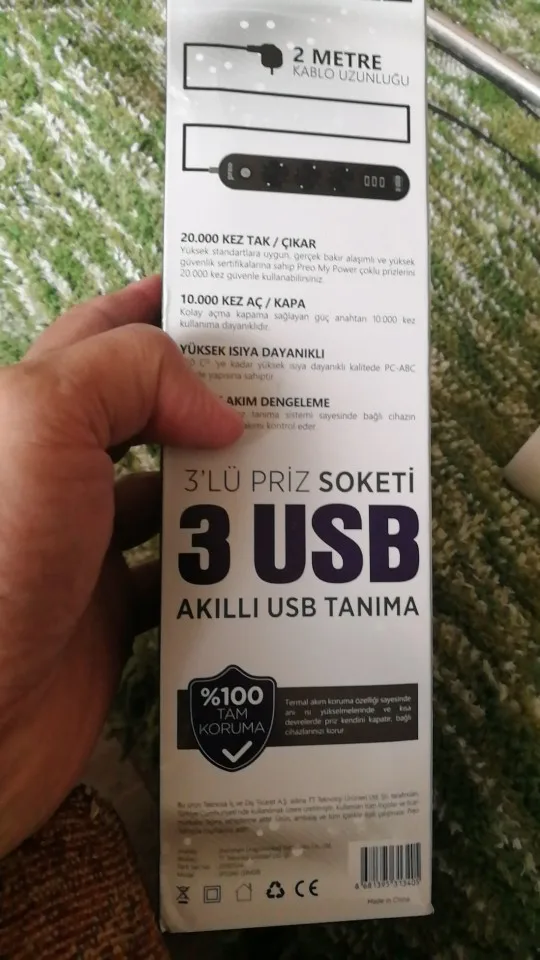 2 METRE
KABLO UZUNLUĞU
preo
20.000 KEZ TAK / ÇIKAR
Yüksek standartlara uygun, gerçek bakır alaşımlı ve yüksek
güvenlik sertifikalarına sahip Preo My Power çoklu prizlerini
20.000 kez güvenle kullanabilirsiniz.
10.000 KEZ AÇ / KAPA
Kolay açma kapama sağlayan güç anahtarı 10.000 kez
kullanıma dayanıklıdır.
YÜKSEK ISIYA DAYANIKLI
C° 'ye kadar yüksek ısıya dayanıklı kalitede PC-ABC
yapısına sahiptir
AKIM DENGELEME
tanıma sistemi sayesinde bağlı cihazın
akımı kontrol eder.
3'LÜ PRİZ SOKETİ
3 USB
AKILLI USB TANIMA
%100
TAM
KORUMA
Termal akım koruma özelliği sayesinde
ani ısı yükselmelerinde ve kısa
devrelerde priz kendini kapatır, bağlı
cihazlarınızı korur
CE
Made in China